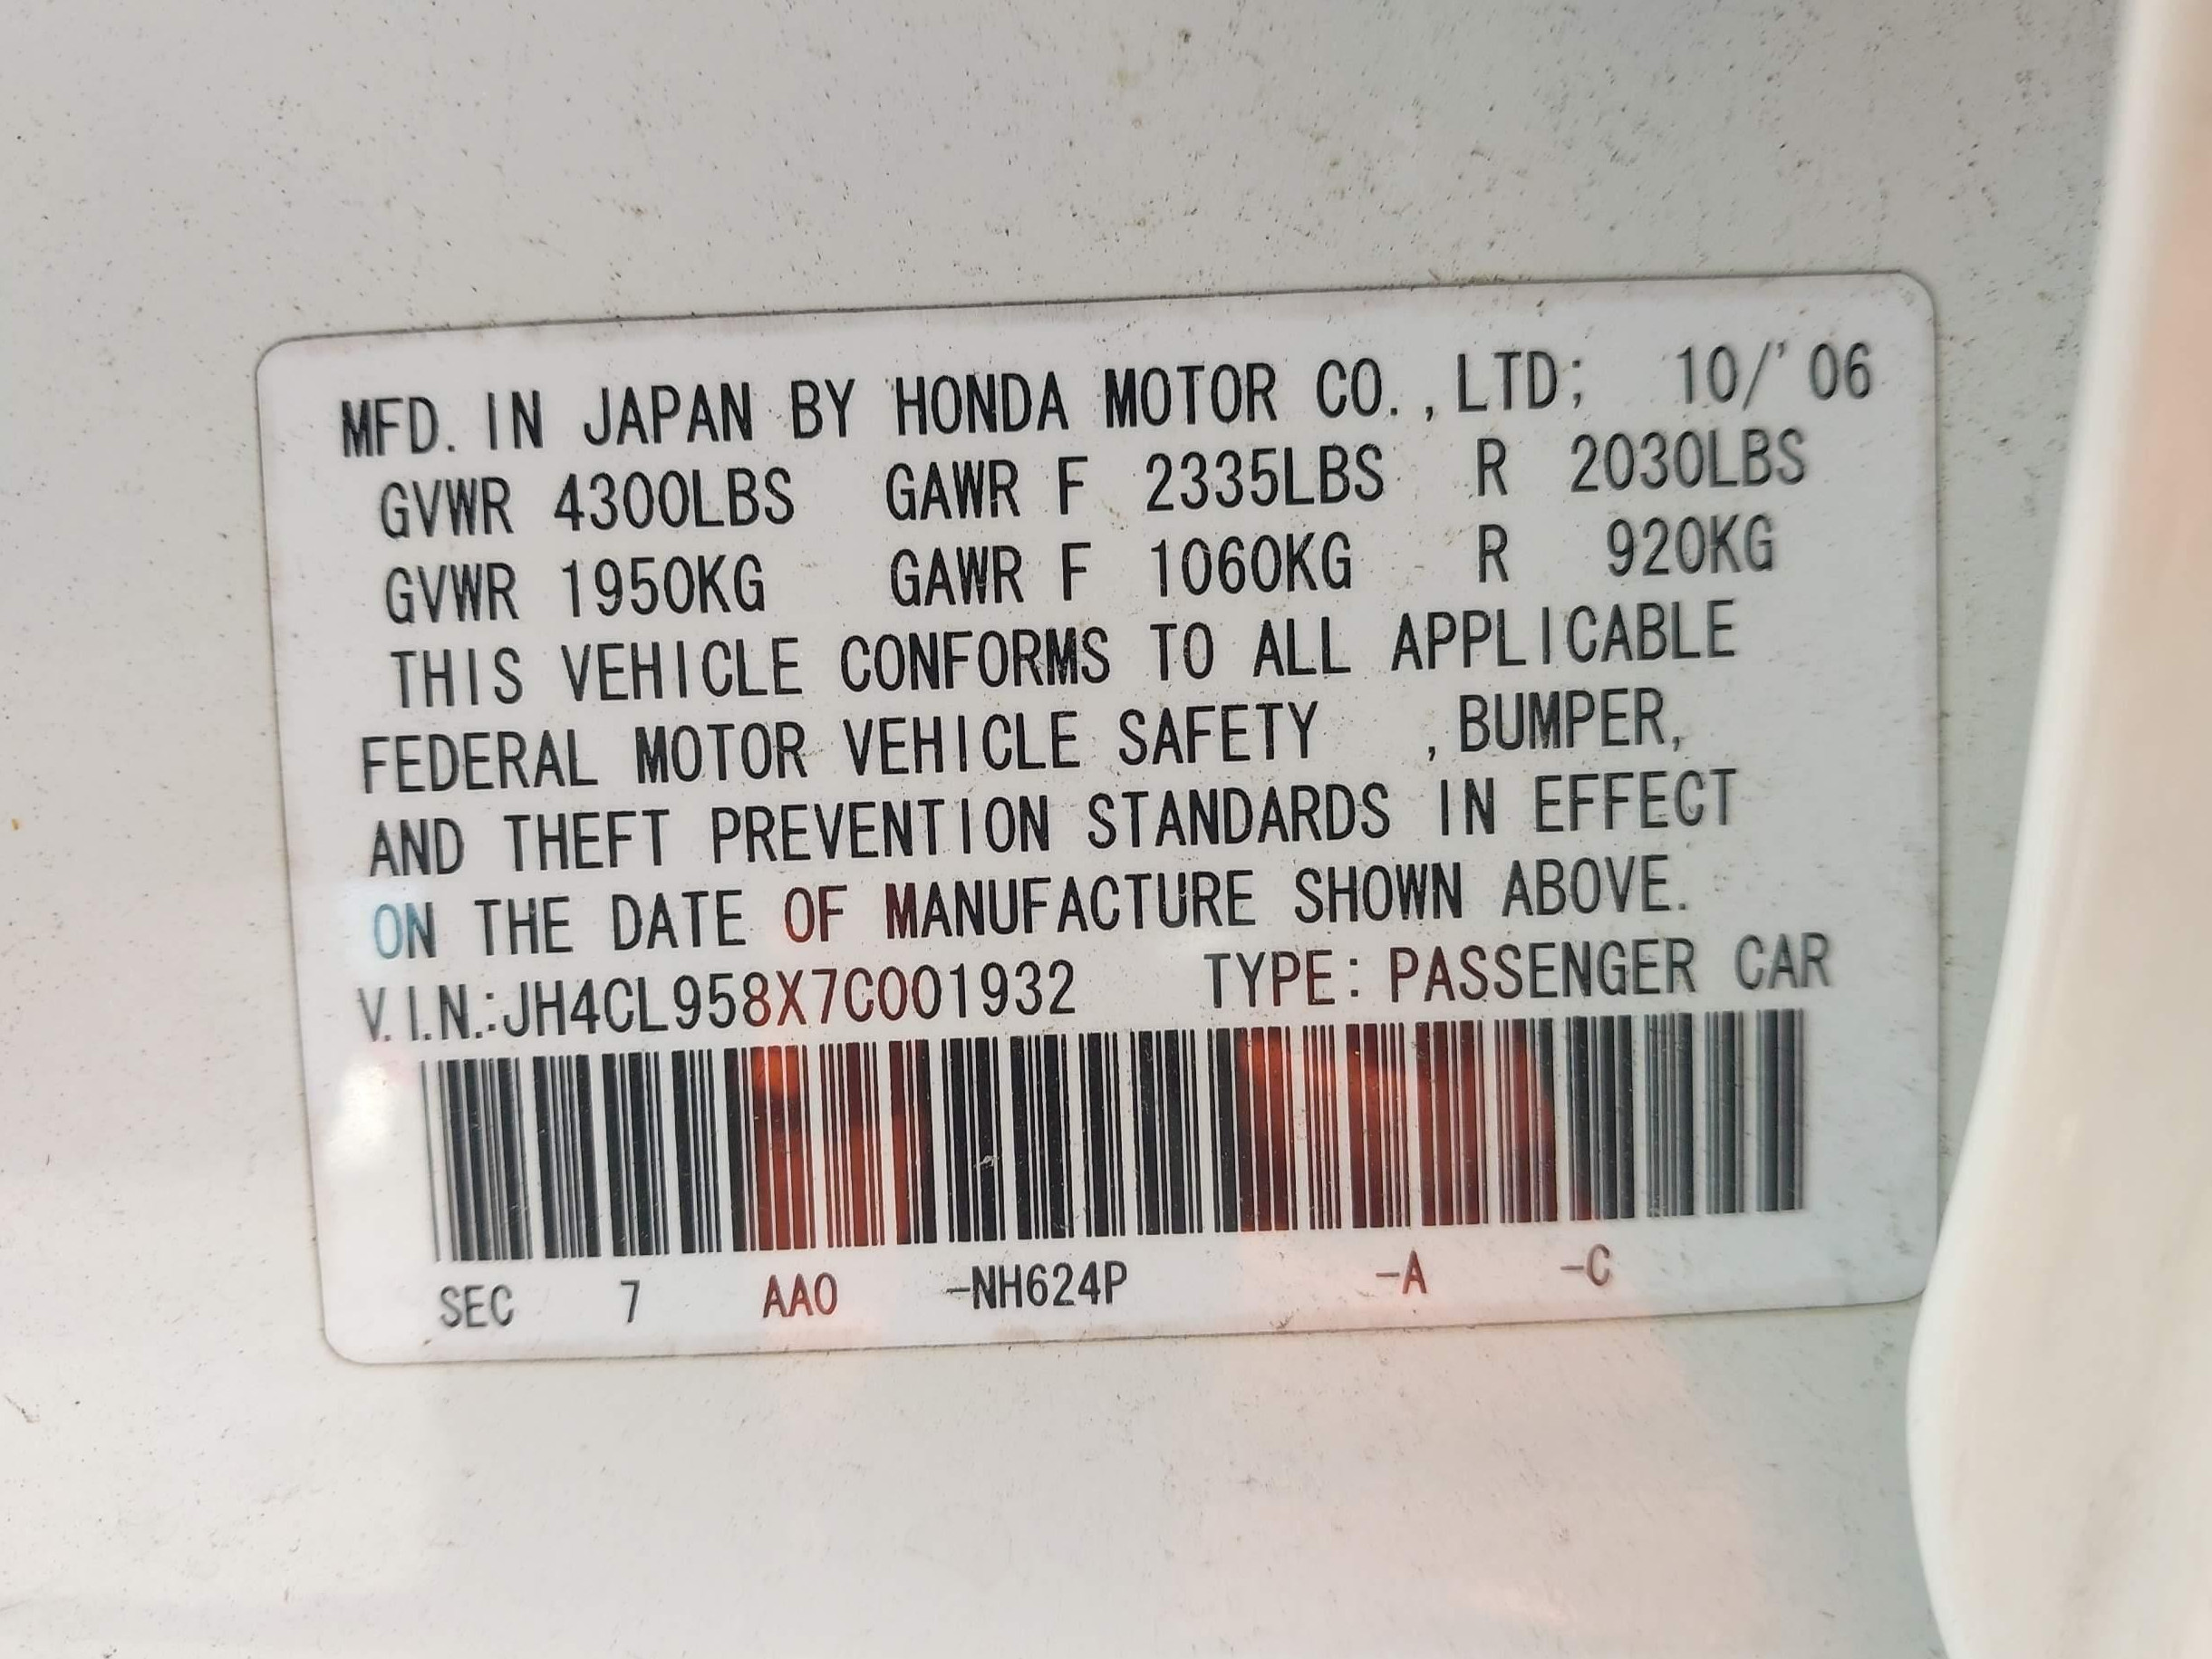 MFD. IN JAPAN BY HONDA MOTOR CO.,LTD; 10/'06
GVWR 4300LBS GAWR F 2335LBS R 2030LBS
GVWR 1950KG GAWR F 1060KG R 920KG
THIS VEHICLE CONFORMS TO ALL APPLICABLE
FEDERAL MOTOR VEHICLE SAFETY ,BUMPER,
AND THEFT PREVENTION STANDARDS IN EFFECT
ON THE DATE OF MANUFACTURE SHOWN ABOVE.
V.I.N.:JH4CL958X7C001932 TYPE: PASSENGER CAR
SEC 7 AA0 -NH624P -A -C